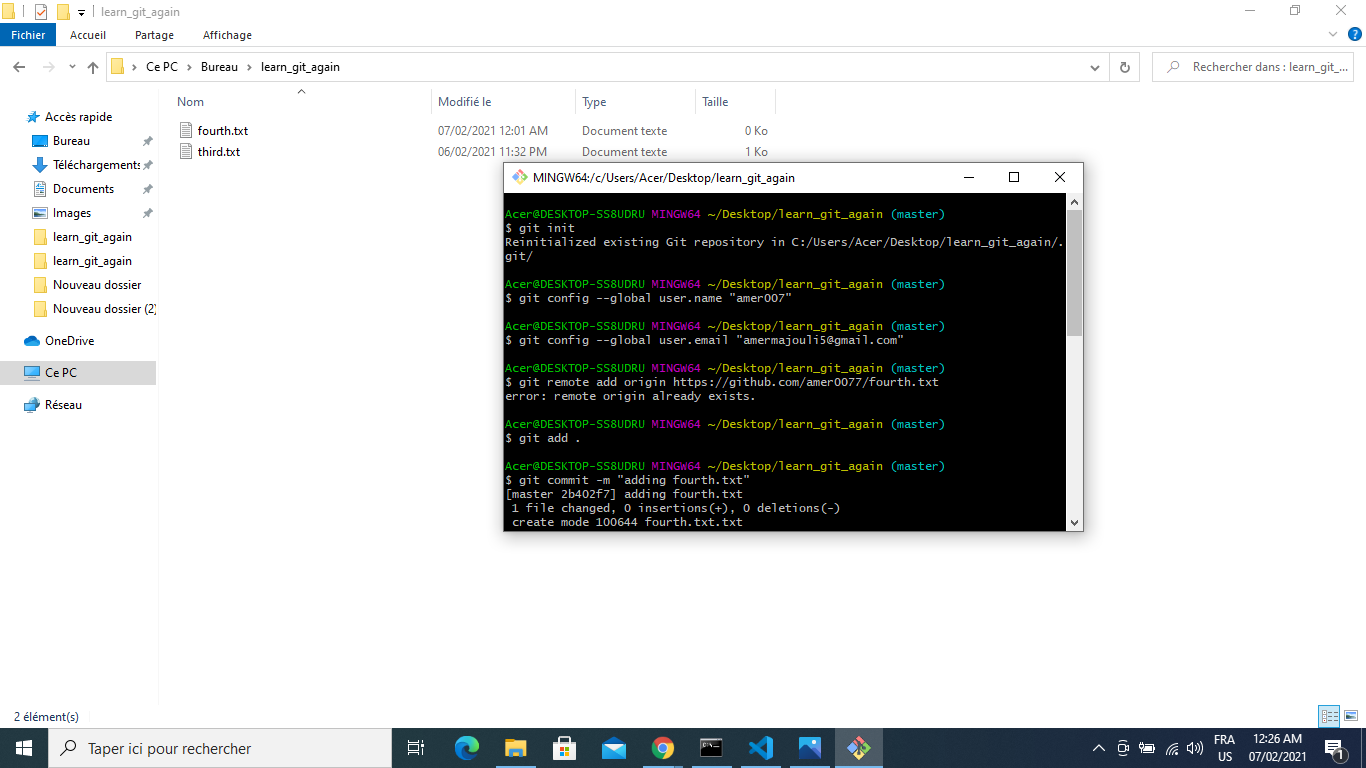 learn_git_again
Fichier Accueil Partage Affichage
Ce PC Bureau learn_git_again
Rechercher dans : learn_git_...
Nom Modifié le Type Taille
fourth.txt 07/02/2021 12:01 AM Document texte 0 Ko
third.txt 06/02/2021 11:32 PM Document texte 1 Ko
Accès rapide
Bureau
Téléchargements
Documents
Images
learn_git_again
learn_git_again
Nouveau dossier
Nouveau dossier (2)
OneDrive
Ce PC
Réseau
MINGW64:/c/Users/Acer/Desktop/learn_git_again
Acer@DESKTOP-SS8UDRU MINGW64 ~/Desktop/learn_git_again (master)
$ git init
Reinitialized existing Git repository in C:/Users/Acer/Desktop/learn_git_again/.
git/
Acer@DESKTOP-SS8UDRU MINGW64 ~/Desktop/learn_git_again (master)
$ git config --global user.name "amer007"
Acer@DESKTOP-SS8UDRU MINGW64 ~/Desktop/learn_git_again (master)
$ git config --global user.email "amermajouli5@gmail.com"
Acer@DESKTOP-SS8UDRU MINGW64 ~/Desktop/learn_git_again (master)
$ git remote add origin https://github.com/amer0077/fourth.txt
error: remote origin already exists.
Acer@DESKTOP-SS8UDRU MINGW64 ~/Desktop/learn_git_again (master)
$ git add .
Acer@DESKTOP-SS8UDRU MINGW64 ~/Desktop/learn_git_again (master)
$ git commit -m "adding fourth.txt"
[master 2b402f7] adding fourth.txt
1 file changed, 0 insertions(+), 0 deletions(-)
create mode 100644 fourth.txt.txt
2 élément(s)
Taper ici pour rechercher
FRA
US
12:26 AM
07/02/2021
1